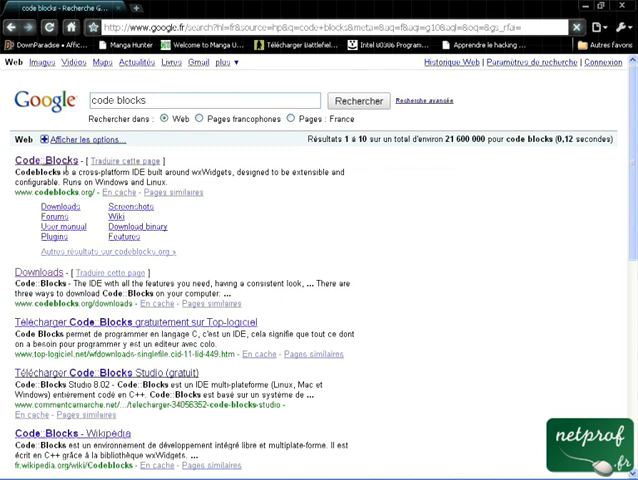 code blocks - Recherche G...
http://www.google.fr/search?hl=fr&source=hp&q=code+blocks&meta=&aq=f&aqi=g10&aql=&oq=&gs_rfai=
DownParadise • Affic... Manga Hunter Welcome to Manga U... Télécharger Battlefiel... Intel 80386 Program... Apprendre le hacking ... Autres favoris
Web Images Vidéos Maps Actualités Livres Gmail plus ▼ Historique Web | Paramètres de recherche | Connexion
Google code blocks Rechercher Recherche avancée
Rechercher dans : Web Pages francophones Pages : France
Web Afficher les options... Résultats 1 à 10 sur un total d'environ 21 600 000 pour code blocks (0,12 secondes)
Code::Blocks - [ Traduire cette page ]
Codeblocks is a cross-platform IDE built around wxWidgets, designed to be extensible and
configurable. Runs on Windows and Linux.
www.codeblocks.org/ - En cache - Pages similaires
Downloads Screenshots
Forums Wiki
User manual Download binary
Plugins Features
Autres résultats sur codeblocks.org »
Downloads - [ Traduire cette page ]
Code::Blocks - The IDE with all the features you need, having a consistent look, ... There are
three ways to download Code::Blocks on your computer: ...
www.codeblocks.org/downloads - En cache - Pages similaires
Télécharger Code::Blocks gratuitement sur Top-logiciel
Code Blocks permet de programmer en langage C, c'est un IDE, cela signifie que tout ce dont
on a besoin pour programmer y est un editeur avec colo.
www.top-logiciel.net/wfdownloads-singlefile.cid-11-lid-449.htm - En cache - Pages similaires
Télécharger Code::Blocks Studio (gratuit)
Code::Blocks Studio 8.02 - Code::Blocks est un IDE multi-plateforme (Linux, Mac et
Windows) entièrement codé en C++. Code::Blocks est basé sur un système de ...
www.commentcamarche.net/.../telecharger-34056352-code-blocks-studio -
En cache - Pages similaires
Code::Blocks - Wikipédia
Code::Blocks est un environnement de développement intégré libre et multiplate-forme. Il est
écrit en C++ grâce à la bibliothèque wxWidgets. ...
fr.wikipedia.org/wiki/Codeblocks - En cache - Pages similaires
netprof
.fr